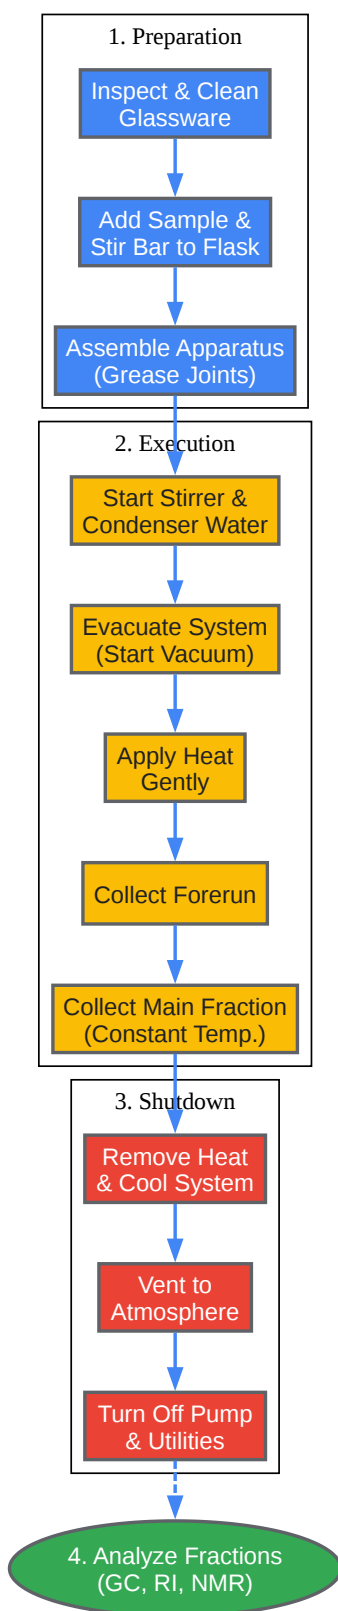 1. Preparation
Inspect & Clean
Glassware
Add Sample &
Stir Bar to Flask
Assemble Apparatus
(Grease Joints)
2. Execution
Start Stirrer &
Condenser Water
Evacuate System
(Start Vacuum)
Apply Heat
Gently
Collect Forerun
Collect Main Fraction
(Constant Temp.)
3. Shutdown
Remove Heat
& Cool System
Vent to
Atmosphere
Turn Off Pump
& Utilities
4. Analyze Fractions
(GC, RI, NMR)